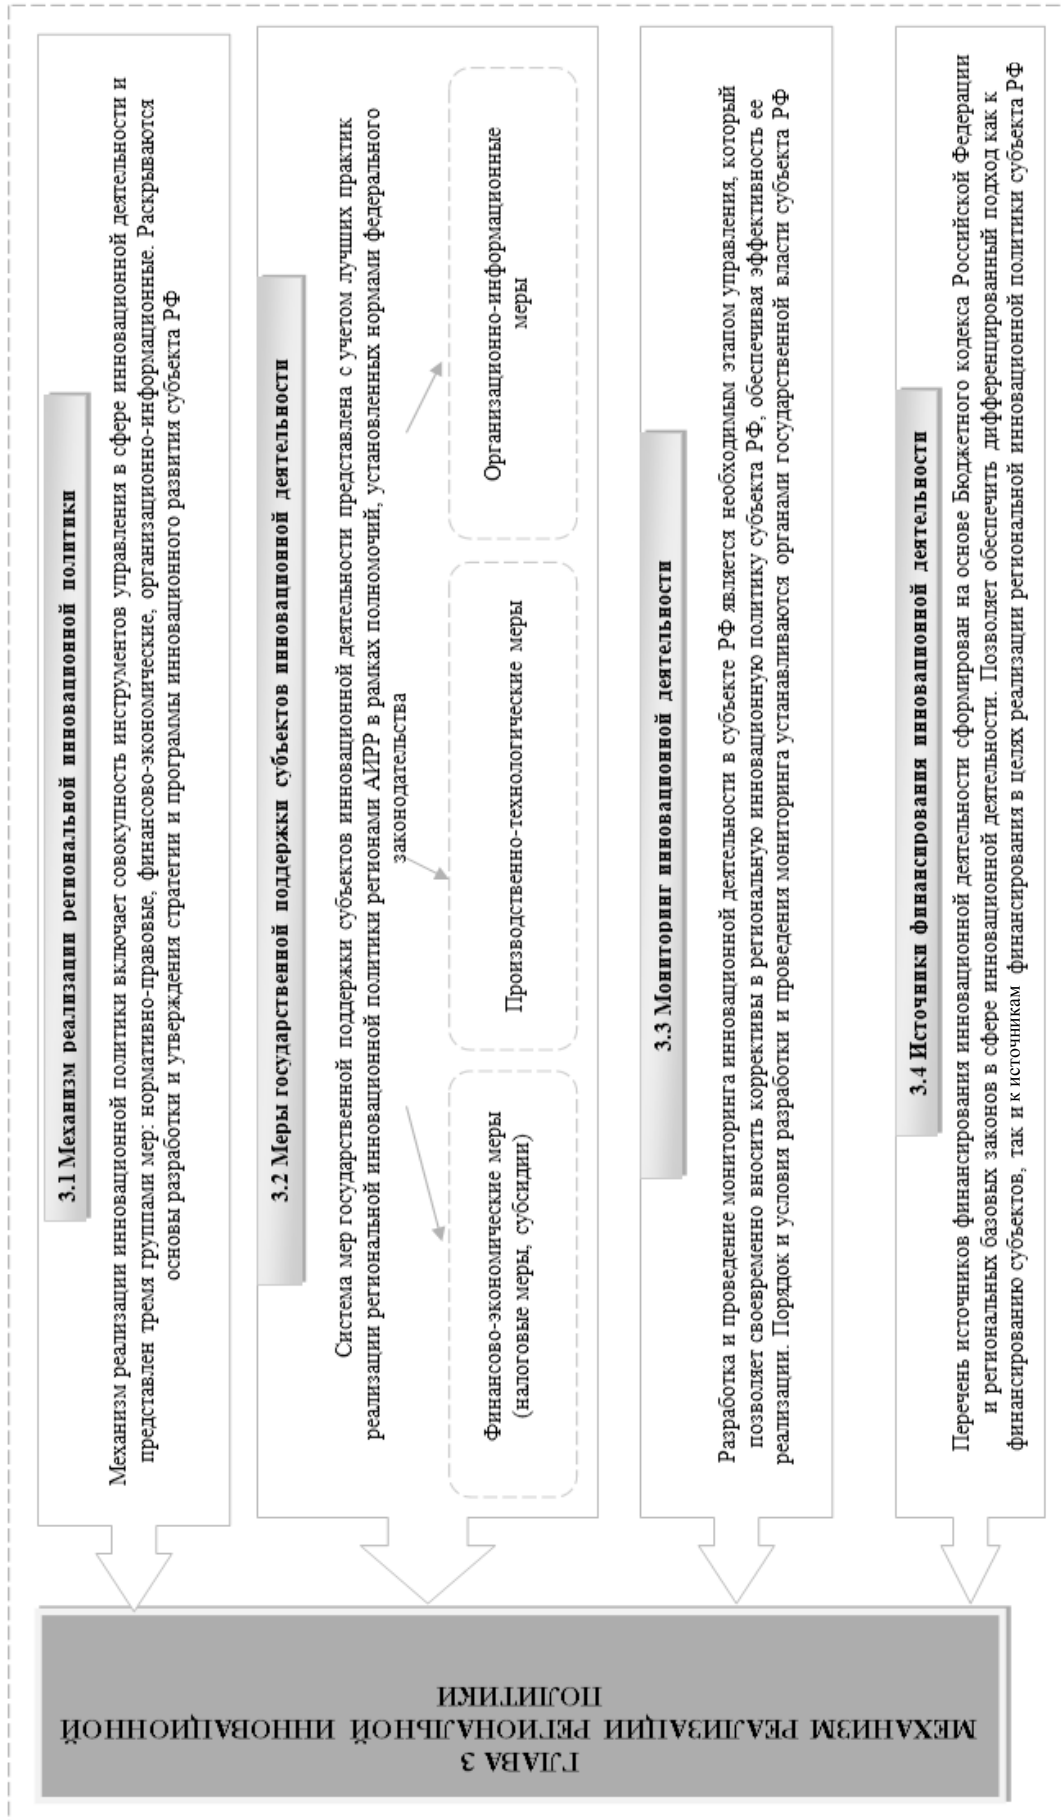 ГЛАВА 3
МЕХАНИЗМ РЕАЛИЗАЦИИ РЕГИОНАЛЬНОЙ ИННОВАЦИОННОЙ
ПОЛИТИКИ
3.1 Механизм реализации региональной инновационной политики
Механизм реализации инновационной политики включает совокупность инструментов управления в сфере инновационной деятельности и
представлен тремя группами мер: нормативно-правовые, финансово-экономические, организационно-информационные. Раскрываются
основы разработки и утверждения стратегии и программы инновационного развития субъекта РФ
3.2 Меры государственной поддержки субъектов инновационной деятельности
Система мер государственной поддержки субъектов инновационной деятельности представлена с учетом лучших практик
реализации региональной инновационной политики регионами АИРР в рамках полномочий, установленных нормами федерального
законодательства
Финансово-экономические меры
(налоговые меры, субсидии)
Производственно-технологические меры
Организационно-информационные
меры
3.3 Мониторинг инновационной деятельности
Разработка и проведение мониторинга инновационной деятельности в субъекте РФ является необходимым этапом управления, который
позволяет своевременно вносить коррективы в региональную инновационную политику субъекта РФ, обеспечивая эффективность ее
реализации. Порядок и условия разработки и проведения мониторинга устанавливаются органами государственной власти субъекта РФ
3.4 Источники финансирования инновационной деятельности
Перечень источников финансирования инновационной деятельности сформирован на основе Бюджетного кодекса Российской Федерации
и региональных базовых законов в сфере инновационной деятельности. Позволяет обеспечить дифференцированный подход как к
финансированию субъектов, так и к источникам финансирования в целях реализации региональной инновационной политики субъекта РФ